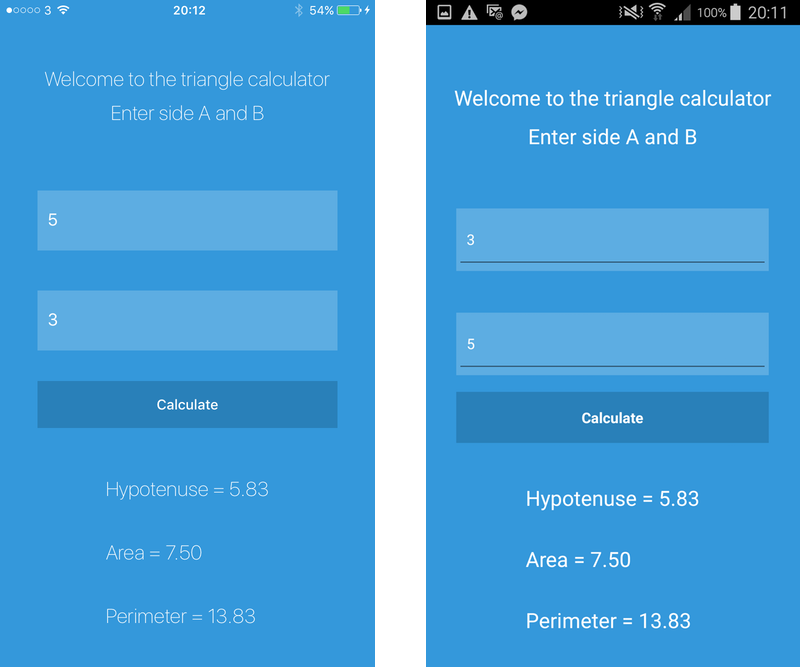 3 20:12 54%
Welcome to the triangle calculator
Enter side A and B
5
3
Calculate
Hypotenuse = 5.83
Area = 7.50
Perimeter = 13.83
100% 20:11
Welcome to the triangle calculator
Enter side A and B
3
5
Calculate
Hypotenuse = 5.83
Area = 7.50
Perimeter = 13.83